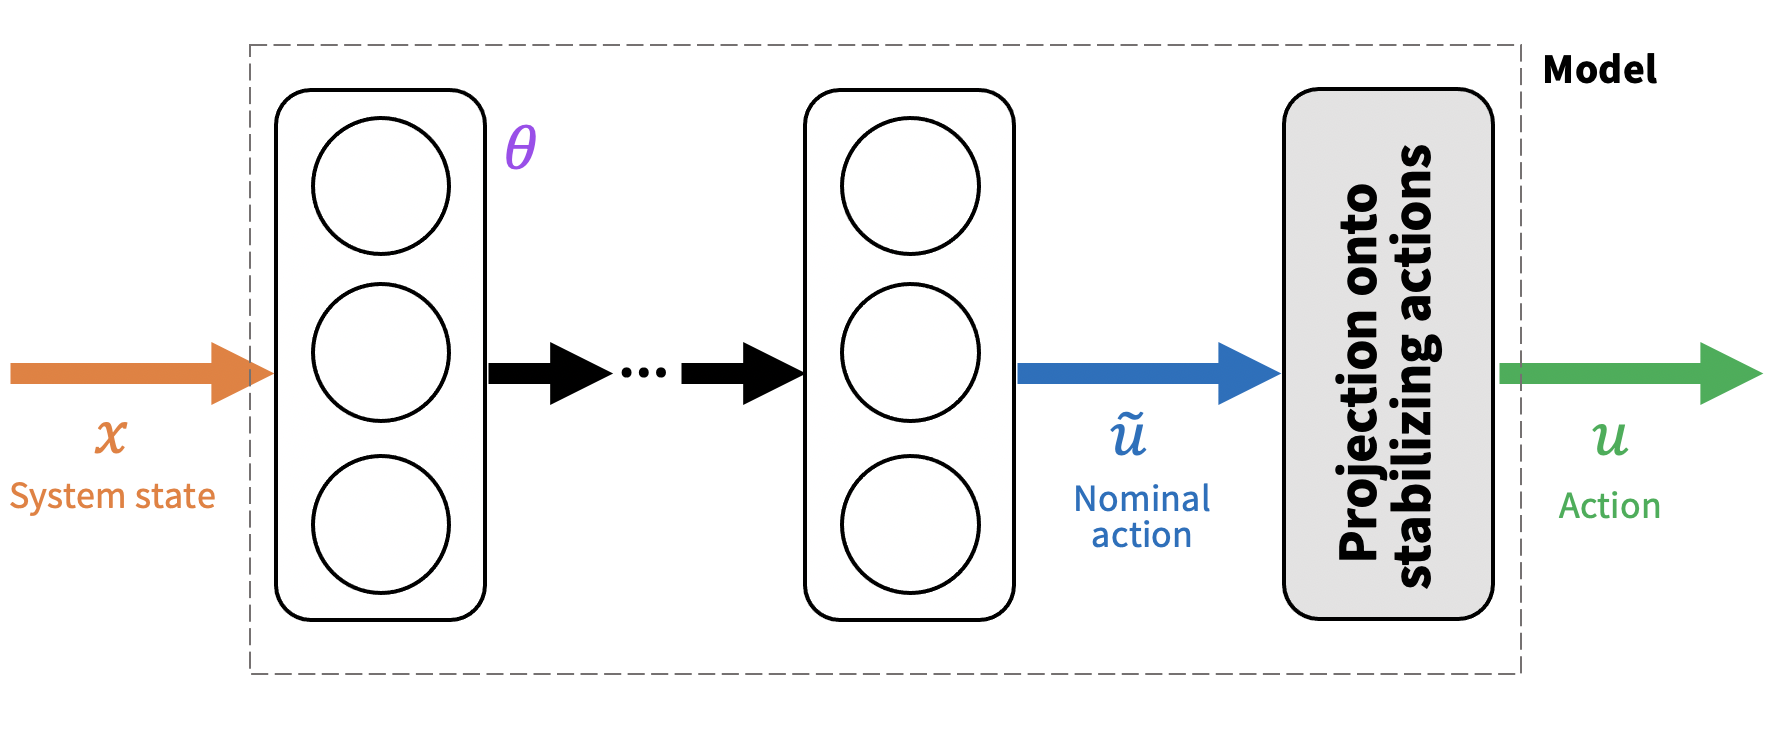 Model
θ
x
System state
...
ũ
Nominal
action
Projection onto
stabilizing actions
u
Action